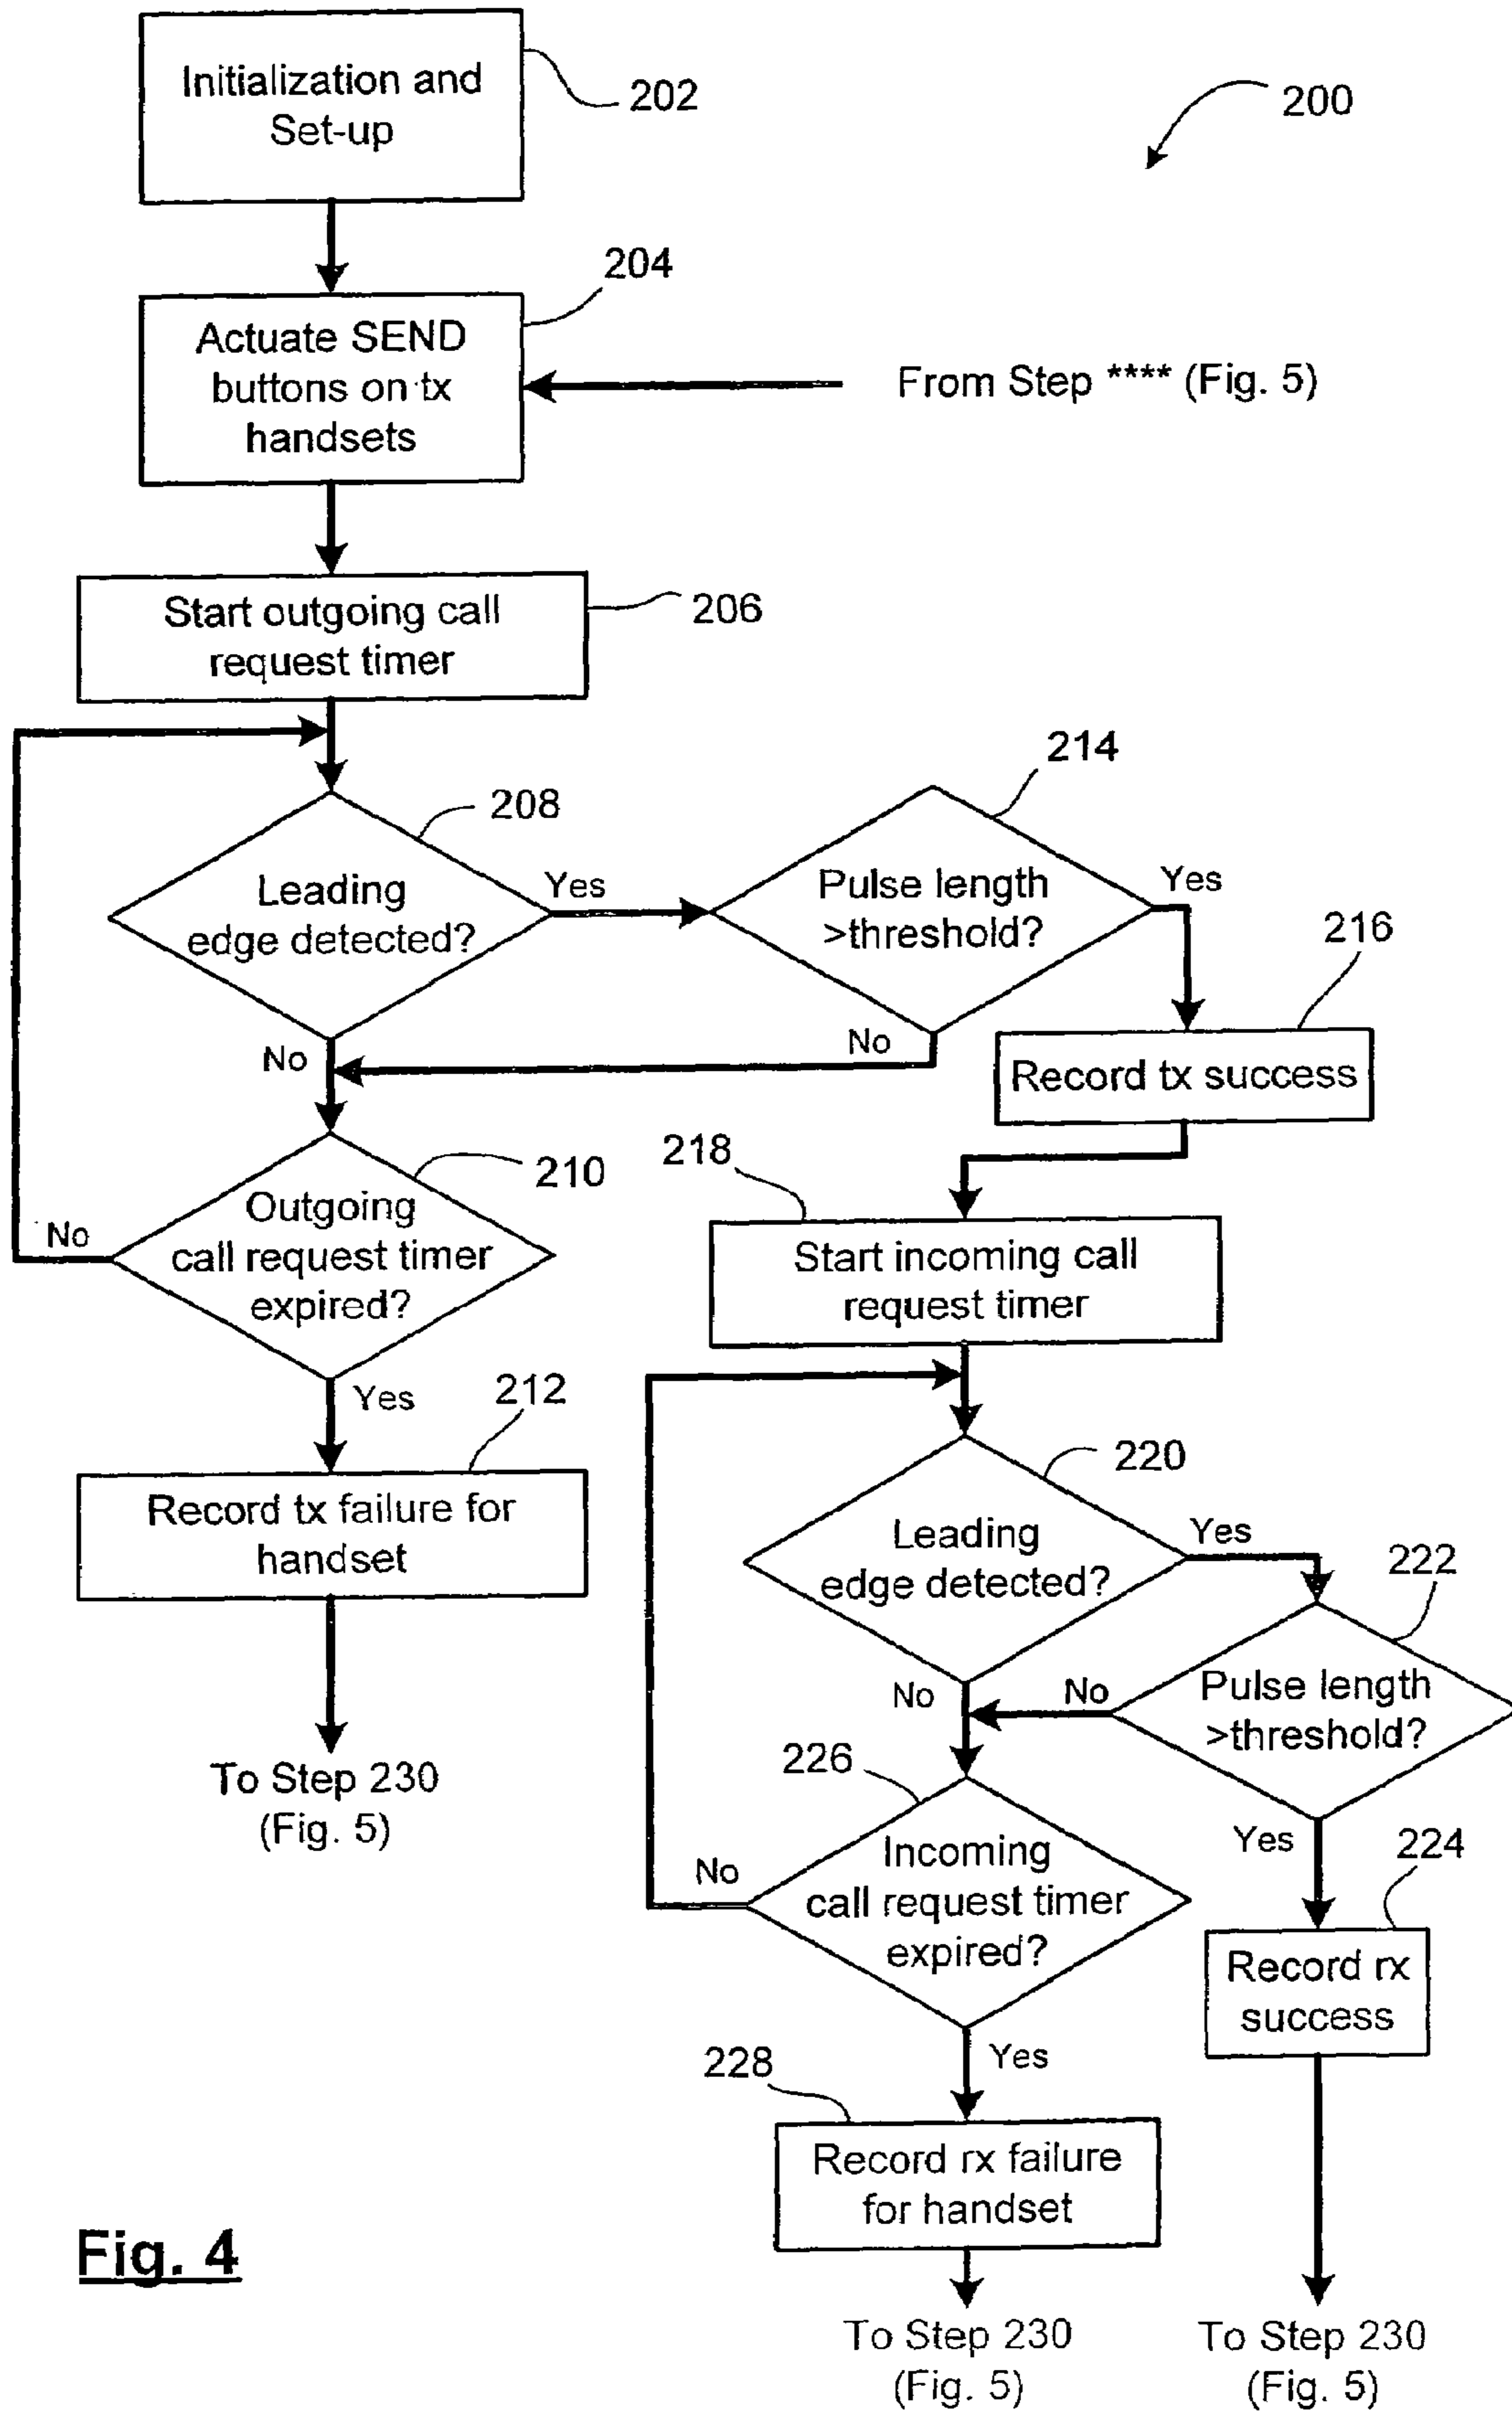 Initialization and
Set-up
202
200
204
Actuate SEND
buttons on tx
handsets
From Step **** (Fig. 5)
Start outgoing call
request timer
206
214
208
Leading
edge detected?
Yes
Pulse length
>threshold?
Yes
216
No
No
Record tx success
218
210
Outgoing
call request timer
expired?
No
Start incoming call
request timer
Yes
212
220
Record tx failure for
handset
Leading
edge detected?
Yes
222
No
No
Pulse length
>threshold?
To Step 230
(Fig. 5)
226
Yes
224
Incoming
call request timer
expired?
No
Record rx
success
Yes
228
Record rx failure
for handset
Fig. 4
To Step 230
(Fig. 5)
To Step 230
(Fig. 5)